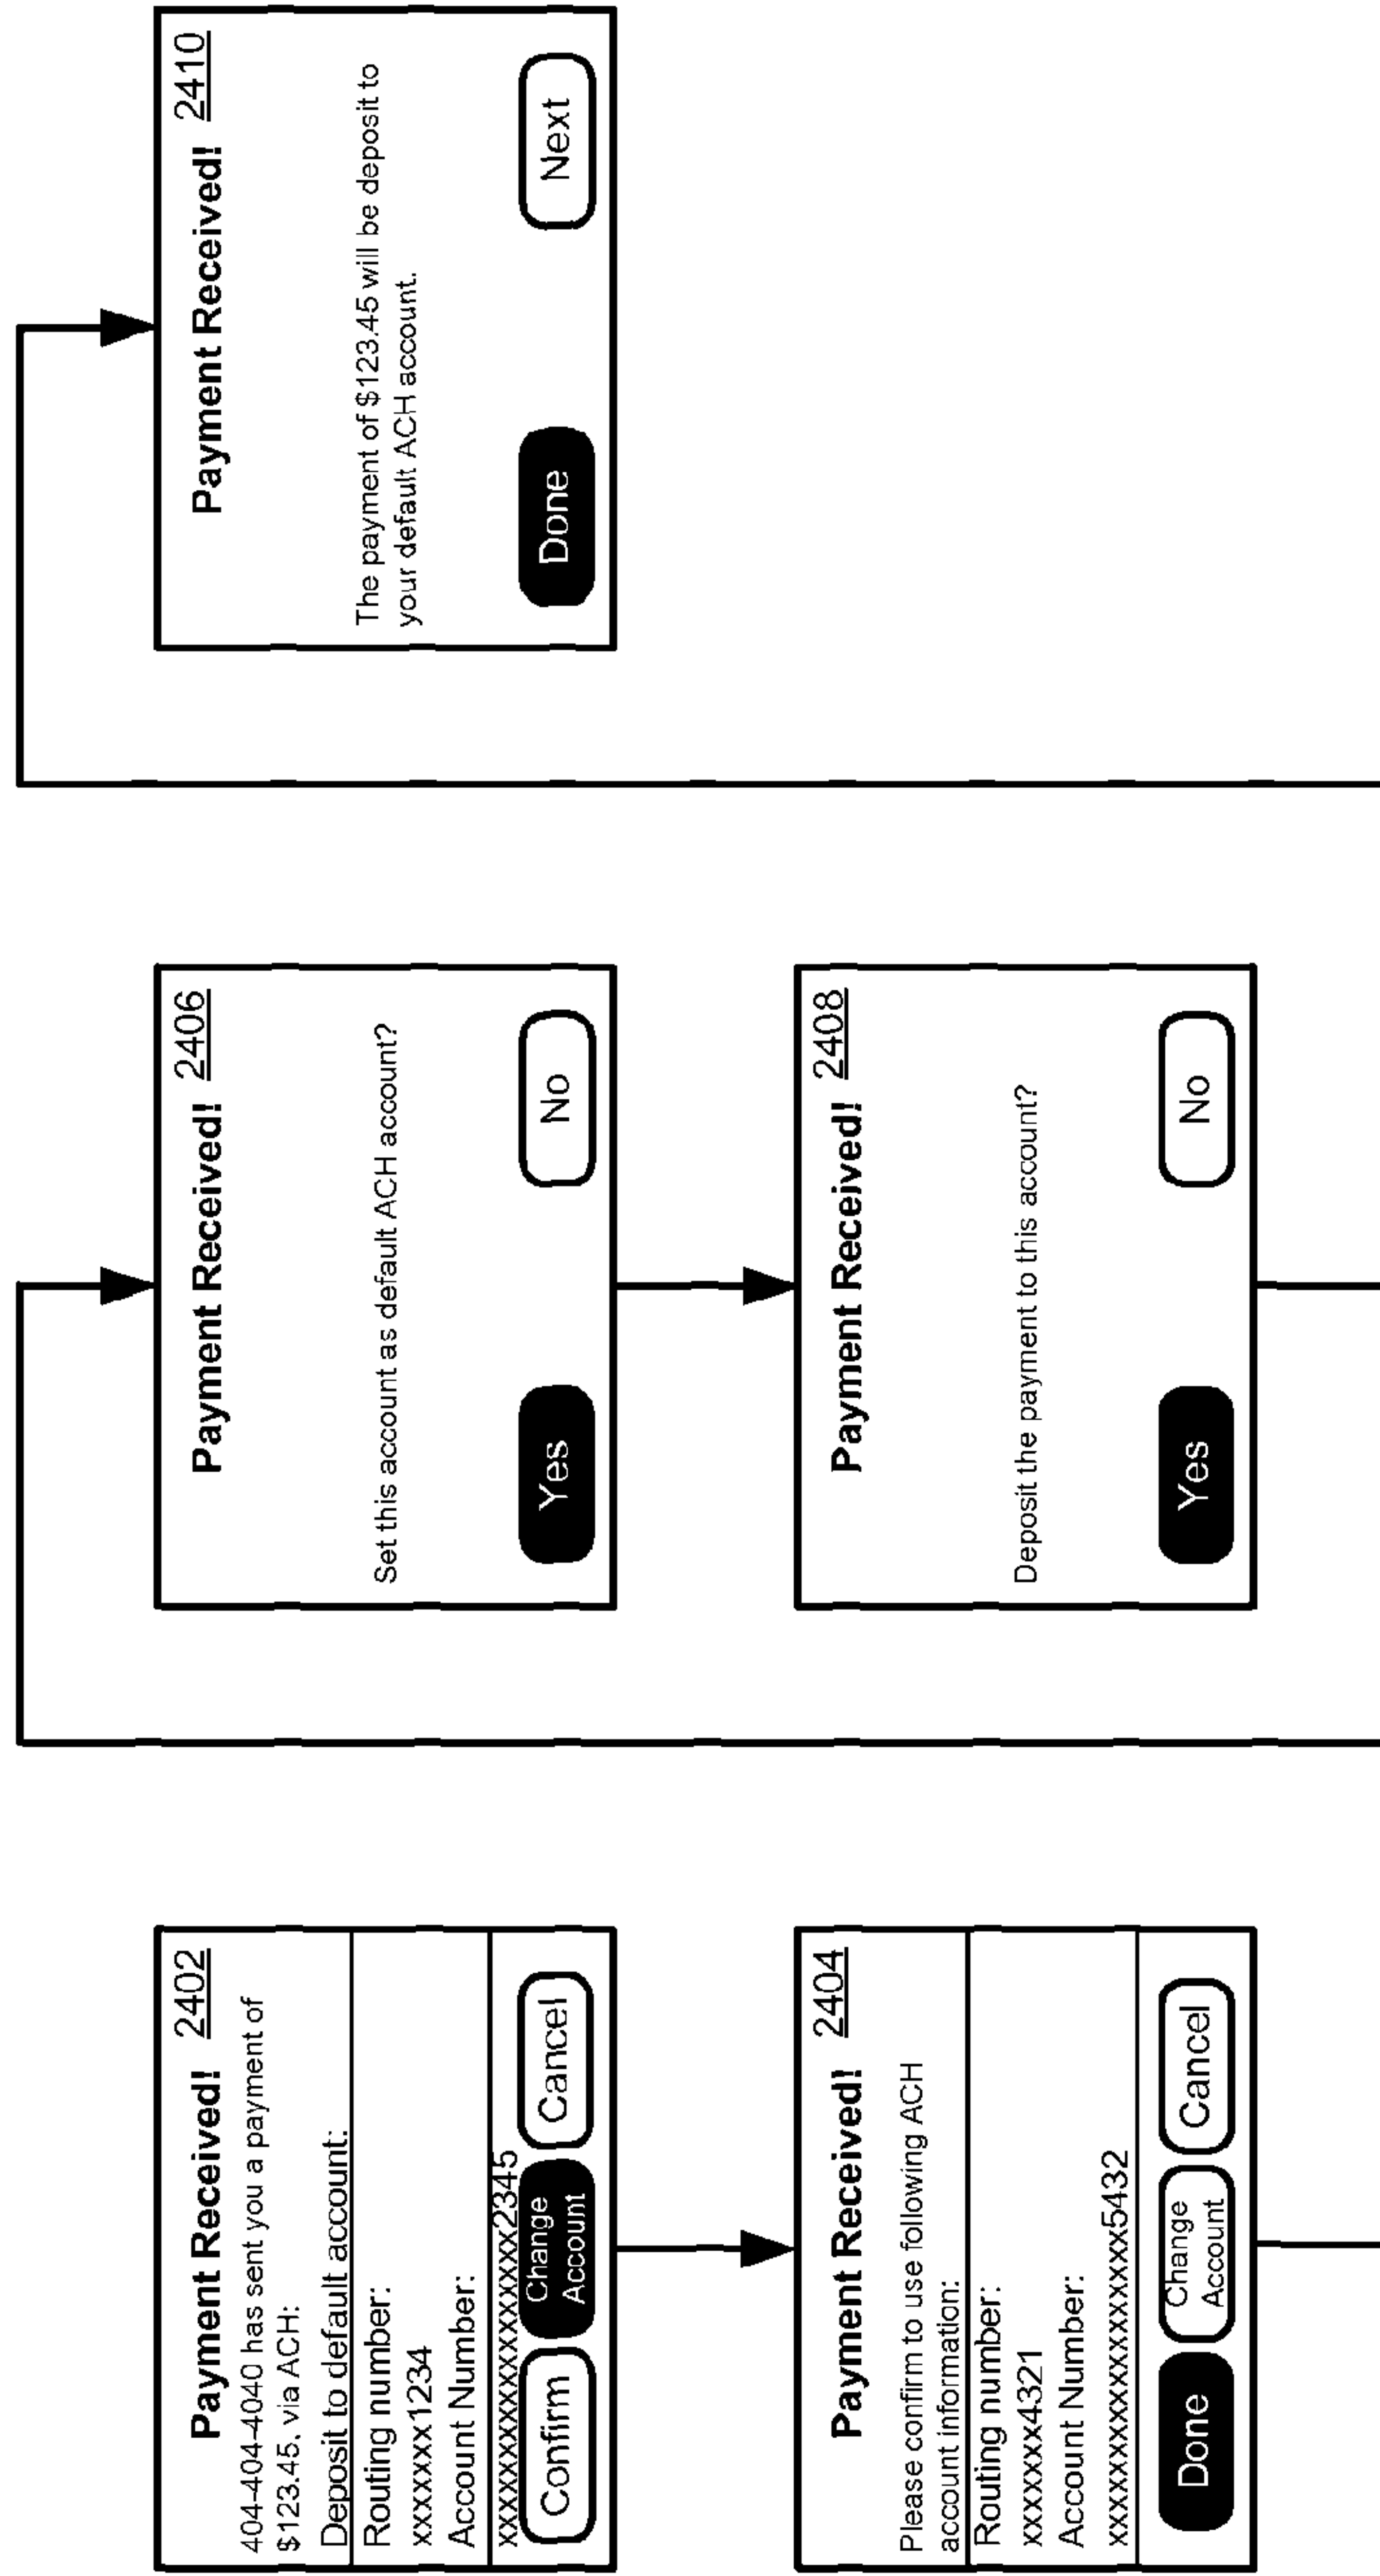 Payment Received! 2402
404-404-4040 has sent you a payment of
$123.45, via ACH:
Deposit to default account:
Routing number:
xxxxxxx1234
Account Number:
xxxxxxxxxxxxxxxxxxxx2345
Confirm
Change
Account
Cancel
Payment Received! 2404
Please confirm to use following ACH
account information:
Routing number:
xxxxxxx4321
Account Number:
xxxxxxxxxxxxxxxxxxxx5432
Done
Change
Account
Cancel
Payment Received! 2406
Set this account as default ACH account?
Yes
No
Payment Received! 2408
Deposit the payment to this account?
Yes
No
Payment Received! 2410
The payment of $123.45 will be deposit to
your default ACH account.
Done
Next